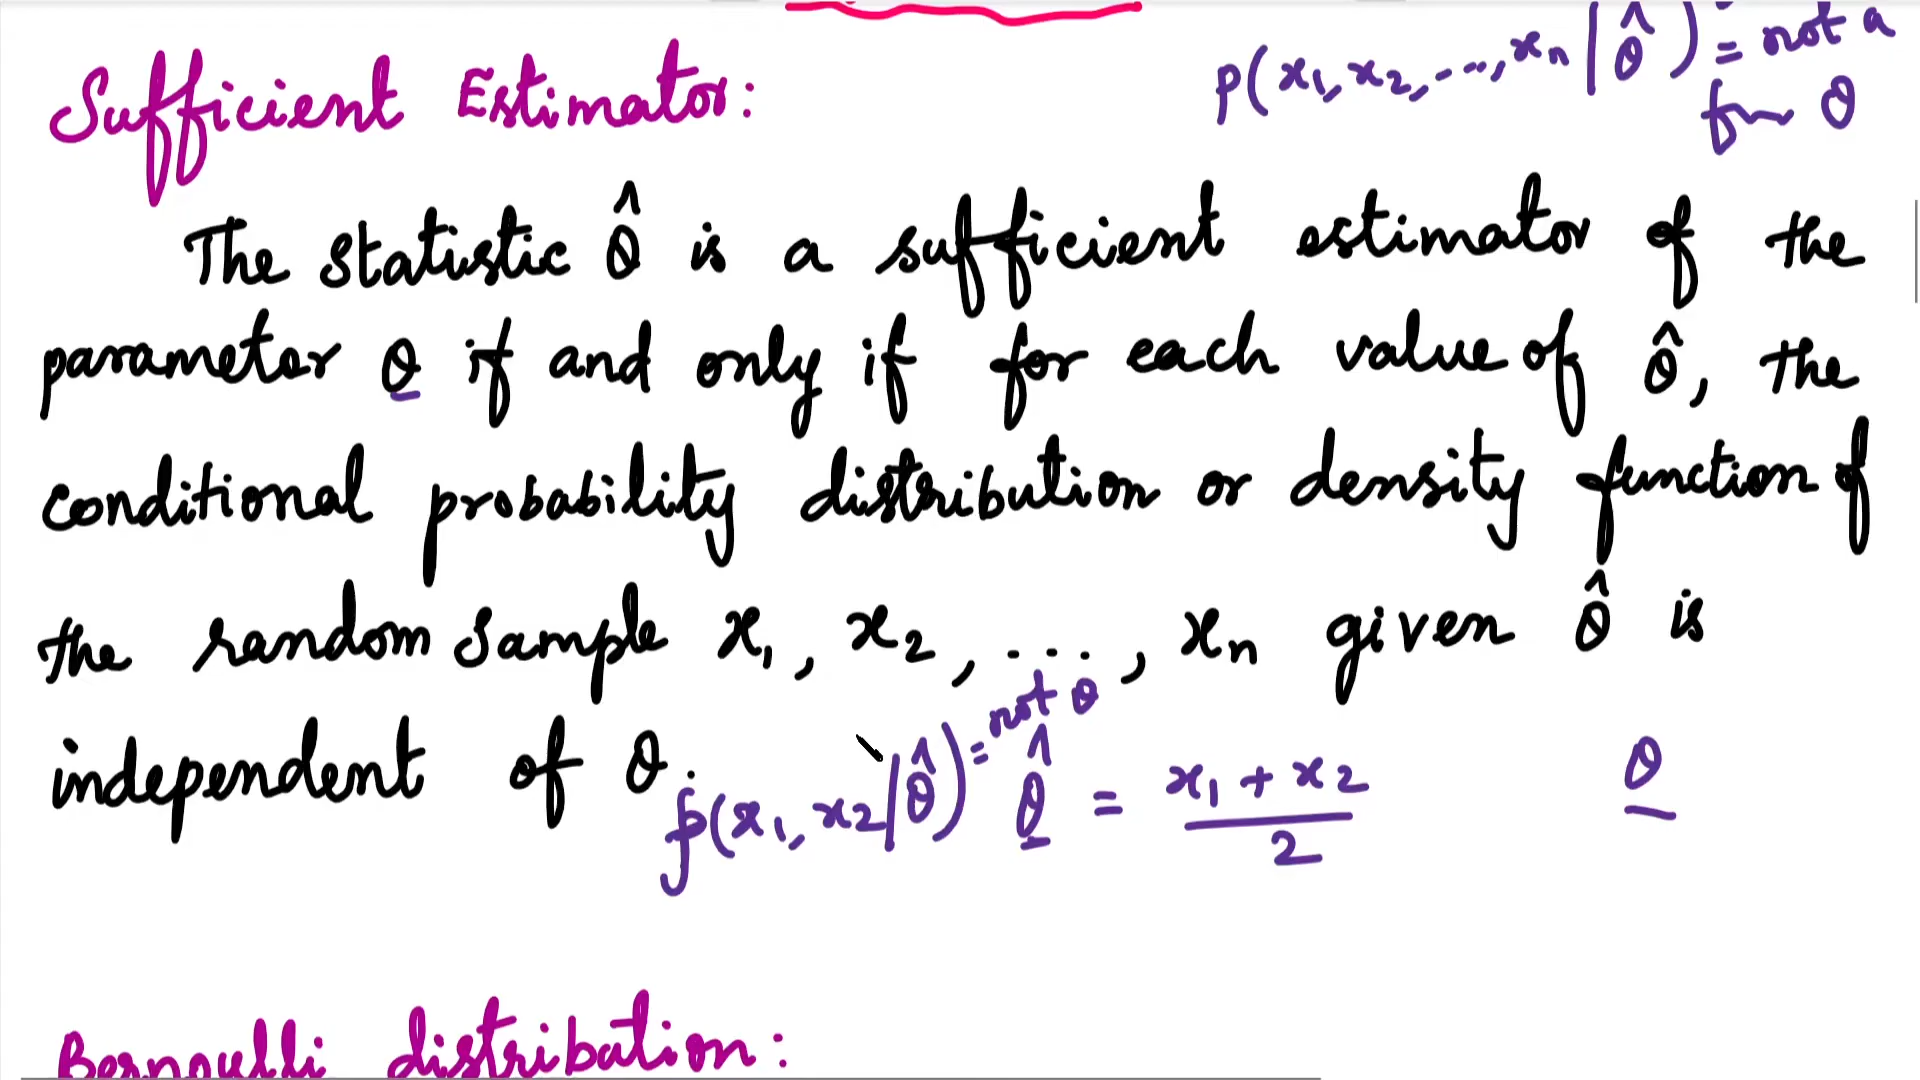 Sufficient Estimator:
p(x₁, x₂, ..., xₙ | θ̂) = not a
fn θ
The statistic θ̂ is a sufficient estimator of the
parameter θ if and only if for each value of θ̂, the
conditional probability distribution or density function of
the random sample x₁, x₂, ..., xₙ given θ̂ is
independent of θ.
p(x₁, x₂ | θ̂) = not θ
θ̂ = x₁ + x₂ / 2
θ
Bernoulli distribution: